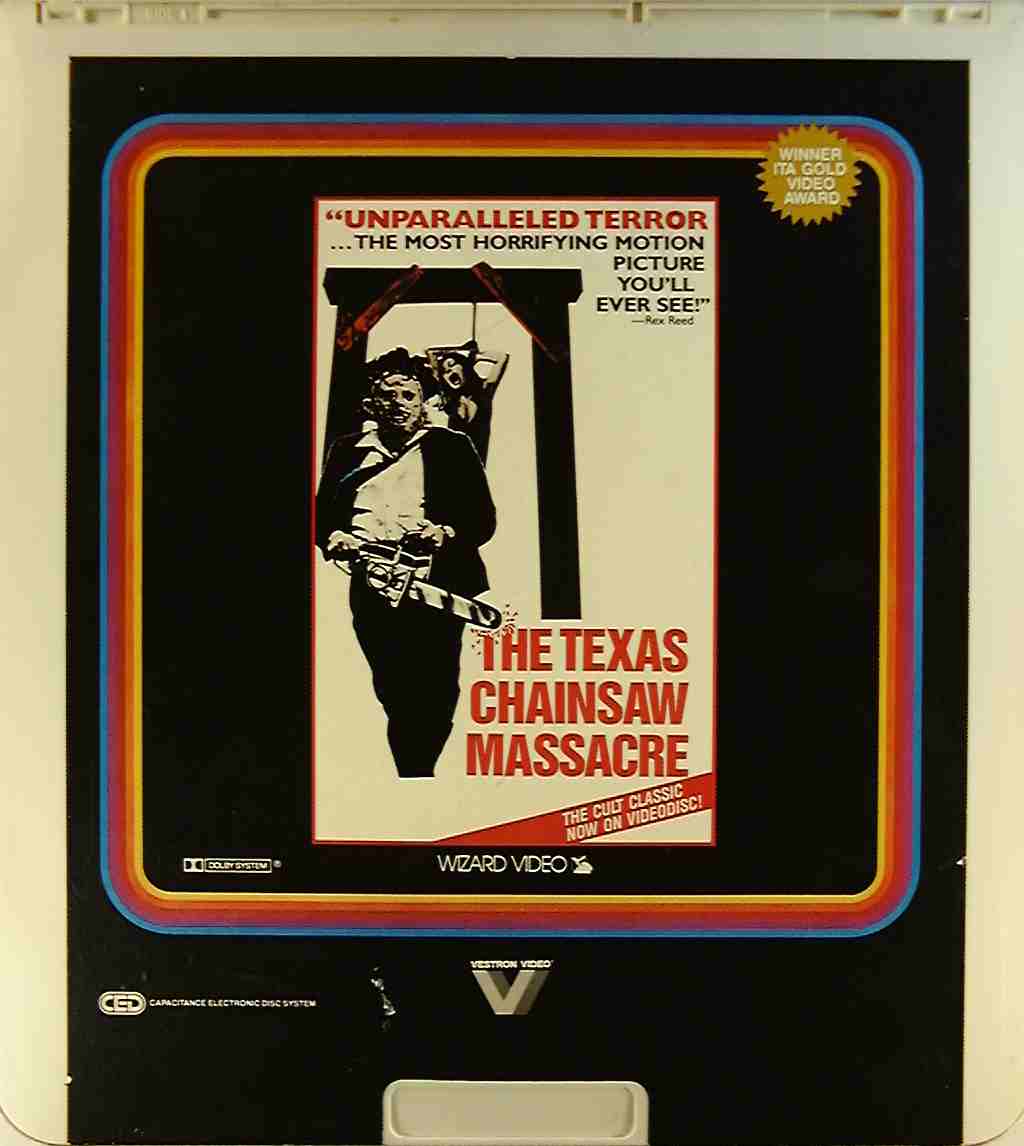 SIDE 1
WINNER
ITA GOLD
VIDEO
AWARD
"UNPARALLELED TERROR
...THE MOST HORRIFYING MOTION
PICTURE
YOU'LL
EVER SEE!"
—Rex Reed
THE TEXAS
CHAINSAW
MASSACRE
THE CULT CLASSIC
NOW ON VIDEODISC!
DOLBY SYSTEM®
WIZARD VIDEO
VESTRON VIDEO
CED CAPACITANCE ELECTRONIC DISC SYSTEM